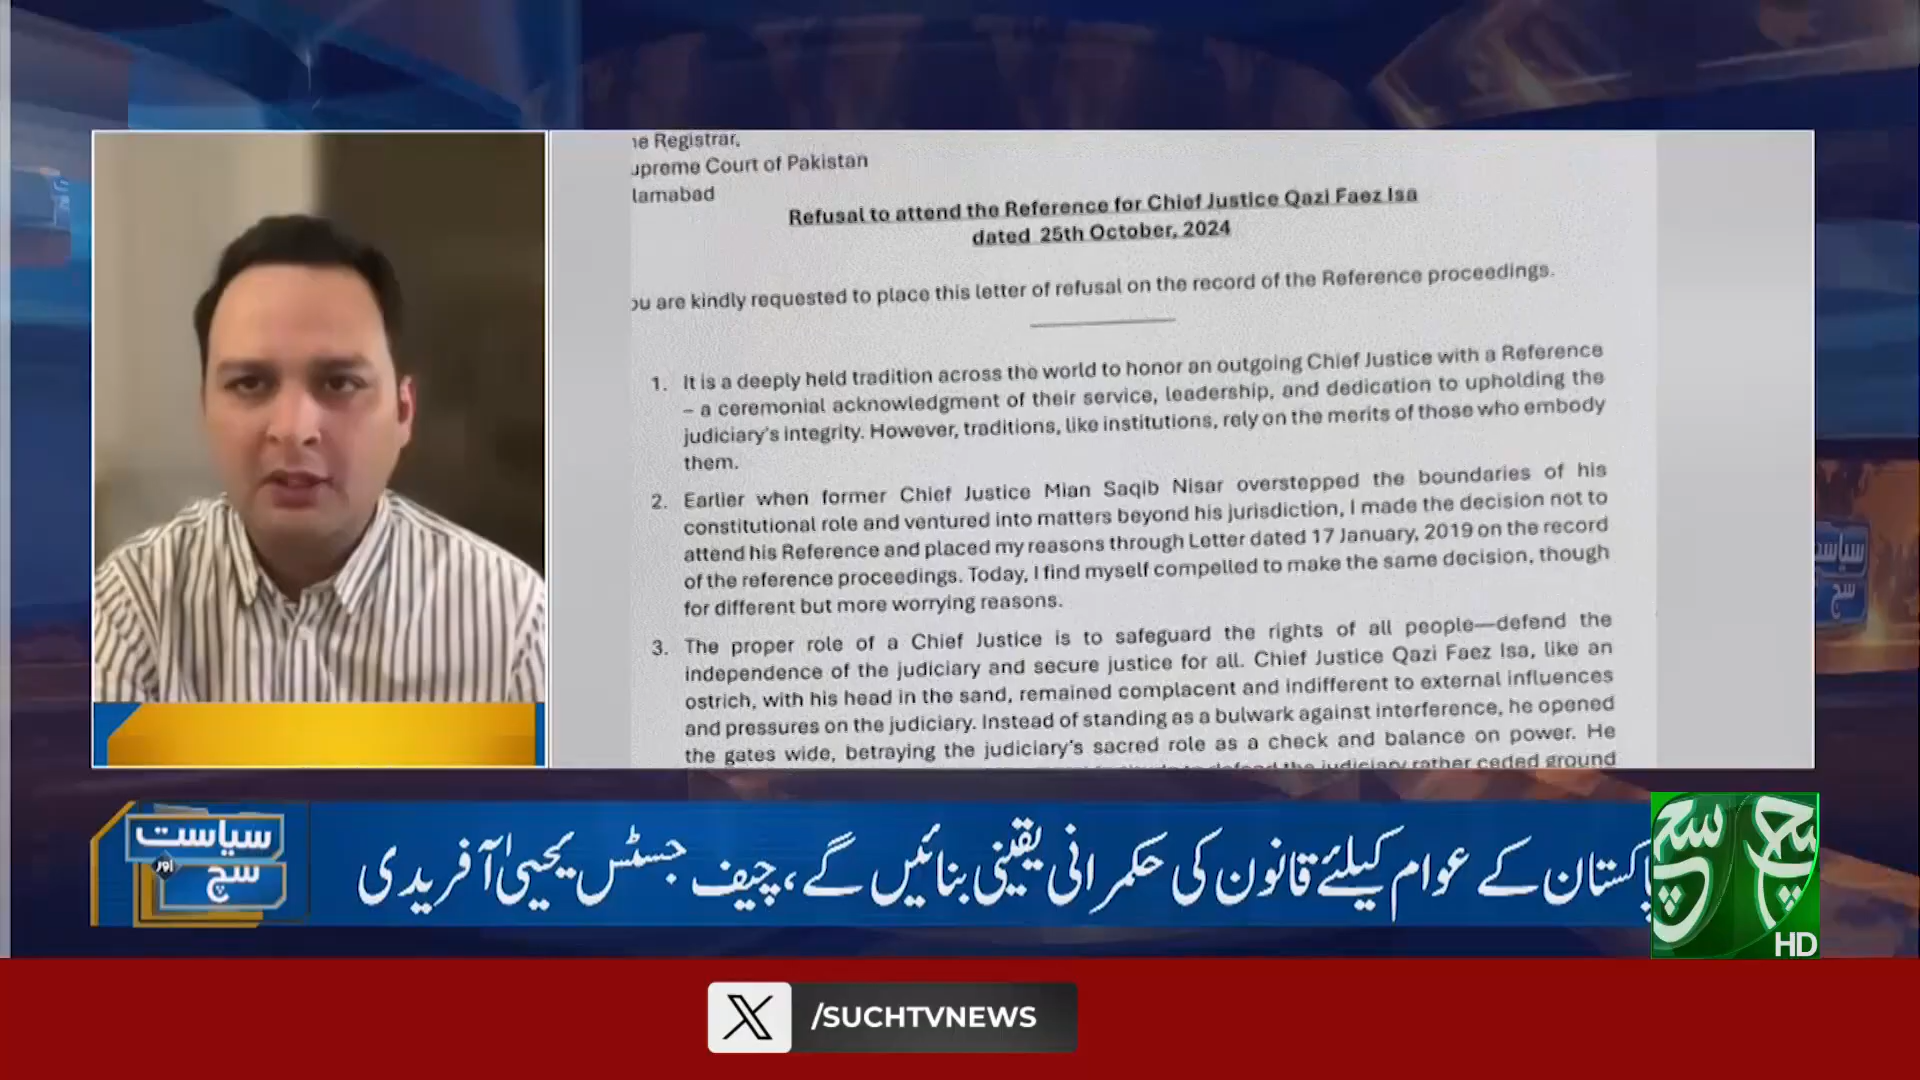 Registrar,
Supreme Court of Pakistan
lamabad
Refusal to attend the Reference for Chief Justice Qazi Faez Isa
dated 25th October, 2024
ou are kindly requested to place this letter of refusal on the record of the Reference proceedings.
1. It is a deeply held tradition across the world to honor an outgoing Chief Justice with a Reference
– a ceremonial acknowledgment of their service, leadership, and dedication to upholding the
judiciary's integrity. However, traditions, like institutions, rely on the merits of those who embody
them.
2. Earlier when former Chief Justice Mian Saqib Nisar overstepped the boundaries of his
constitutional role and ventured into matters beyond his jurisdiction, I made the decision not to
attend his Reference and placed my reasons through Letter dated 17 January, 2019 on the record
of the reference proceedings. Today, I find myself compelled to make the same decision, though
for different but more worrying reasons.
3. The proper role of a Chief Justice is to safeguard the rights of all people—defend the
independence of the judiciary and secure justice for all. Chief Justice Qazi Faez Isa, like an
ostrich, with his head in the sand, remained complacent and indifferent to external influences
and pressures on the judiciary. Instead of standing as a bulwark against interference, he opened
the gates wide, betraying the judiciary's sacred role as a check and balance on power. He
the judiciary rather ceded ground
سیاست
سچ
سیاست
اور
سچ
پاکستان کے عوام کیلئے قانون کی حکمرانی یقینی بنائیں گے، چیف جسٹس یحییٰ آفریدی
سچ
HD
X /SUCHTVNEWS